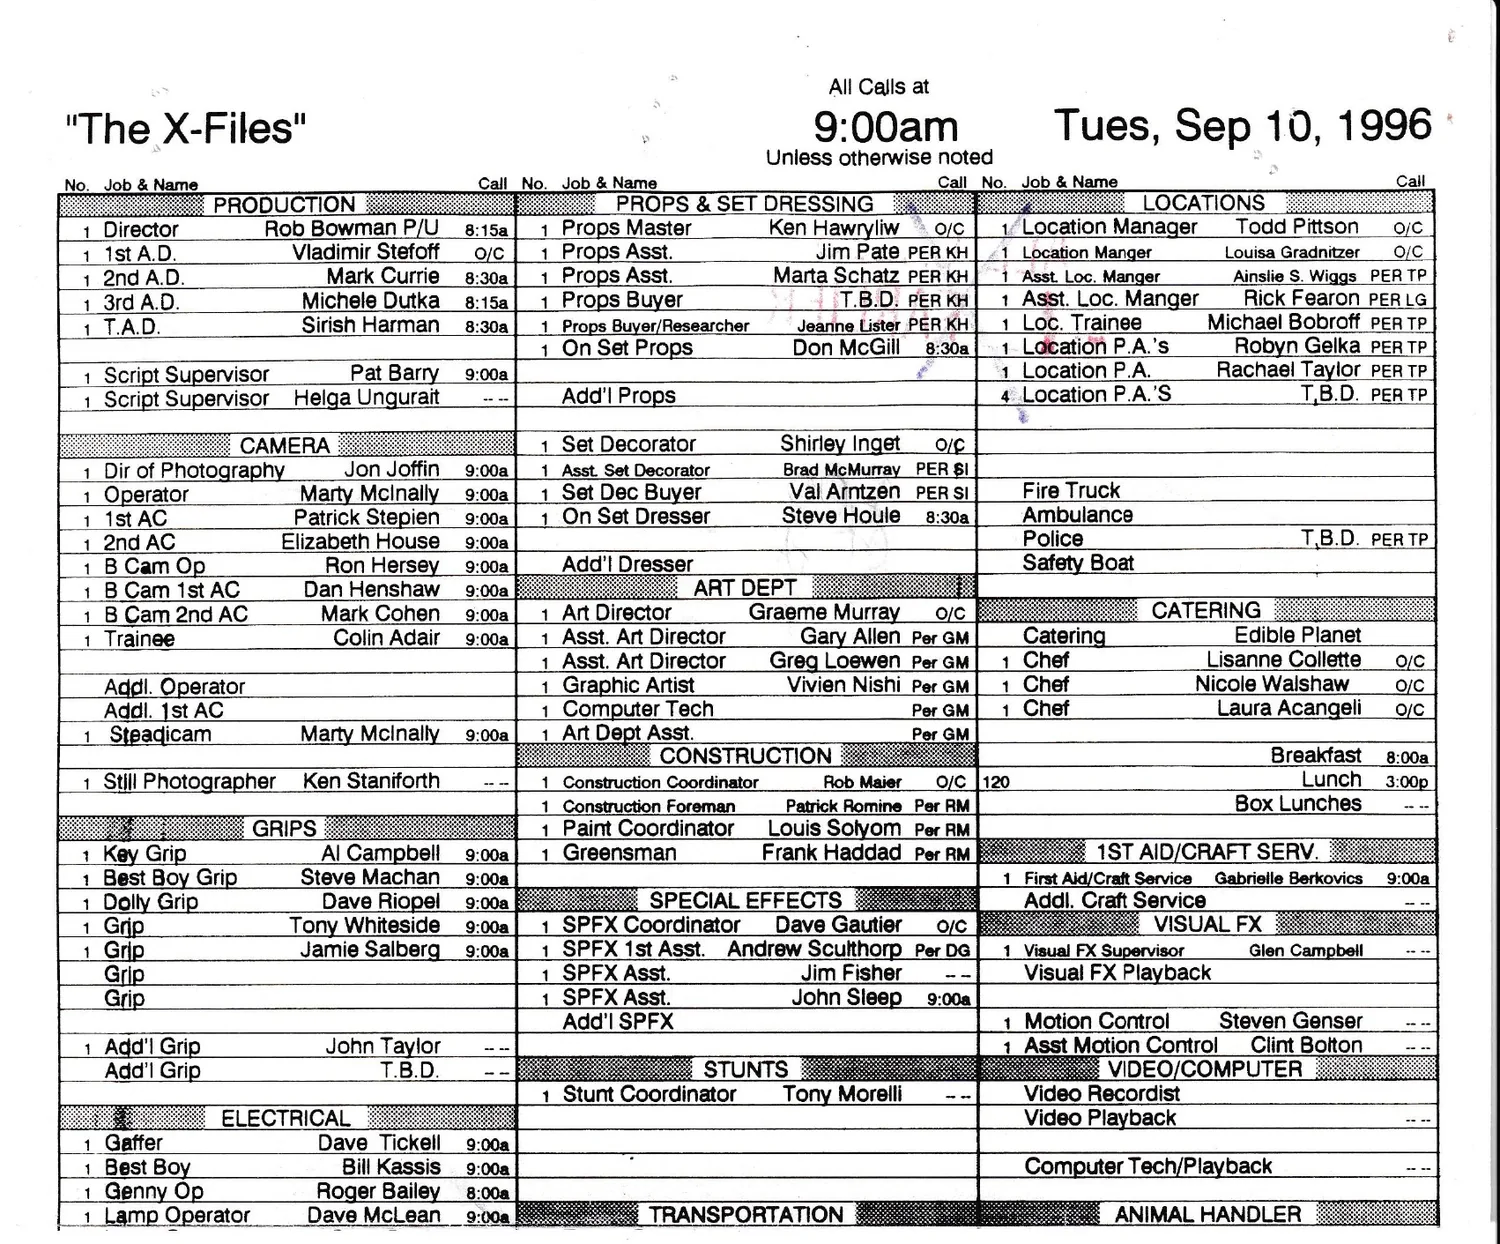 All Calls at
"The X-Files" 9:00am Tues, Sep 10, 1996
Unless otherwise noted
No. Job & Name Call
PRODUCTION
1 Director Rob Bowman P/U 8:15a
1 1st A.D. Vladimir Stefoff O/C
1 2nd A.D. Mark Currie 8:30a
1 3rd A.D. Michele Dutka 8:15a
1 T.A.D. Sirish Harman 8:30a
1 Script Supervisor Pat Barry 9:00a
1 Script Supervisor Helga Ungurait -- --
CAMERA
1 Dir of Photography Jon Joffin 9:00a
1 Operator Marty McInally 9:00a
1 1st AC Patrick Stepien 9:00a
1 2nd AC Elizabeth House 9:00a
1 B Cam Op Ron Hersey 9:00a
1 B Cam 1st AC Dan Henshaw 9:00a
1 B Cam 2nd AC Mark Cohen 9:00a
1 Trainee Colin Adair 9:00a
Addl. Operator
Addl. 1st AC
1 Steadicam Marty McInally 9:00a
1 Still Photographer Ken Staniforth -- --
GRIPS
1 Key Grip Al Campbell 9:00a
1 Best Boy Grip Steve Machan 9:00a
1 Dolly Grip Dave Riopel 9:00a
1 Grip Tony Whiteside 9:00a
1 Grip Jamie Salberg 9:00a
Grip
Grip
1 Add'l Grip John Taylor -- --
Add'l Grip T.B.D. -- --
ELECTRICAL
1 Gaffer Dave Tickell 9:00a
1 Best Boy Bill Kassis 9:00a
1 Genny Op Roger Bailey 8:00a
1 Lamp Operator Dave McLean 9:00a
No. Job & Name Call
PROPS & SET DRESSING
1 Props Master Ken Hawryliw O/C
1 Props Asst. Jim Pate PER KH
1 Props Asst. Marta Schatz PER KH
1 Props Buyer T.B.D. PER KH
1 Props Buyer/Researcher Jeanne Lister PER KH
1 On Set Props Don McGill 8:30a
Add'l Props
1 Set Decorator Shirley Inget O/C
1 Asst. Set Decorator Brad McMurray PER SI
1 Set Dec Buyer Val Arntzen PER SI
1 On Set Dresser Steve Houle 8:30a
Add'l Dresser
ART DEPT
1 Art Director Graeme Murray O/C
1 Asst. Art Director Gary Allen Per GM
1 Asst. Art Director Greg Loewen Per GM
1 Graphic Artist Vivien Nishi Per GM
1 Computer Tech Per GM
1 Art Dept Asst. Per GM
CONSTRUCTION
1 Construction Coordinator Rob Maier O/C
1 Construction Foreman Patrick Romine Per RM
1 Paint Coordinator Louis Solyom Per RM
1 Greensman Frank Haddad Per RM
SPECIAL EFFECTS
1 SPFX Coordinator Dave Gautier O/C
1 SPFX 1st Asst. Andrew Sculthorp Per DG
1 SPFX Asst. Jim Fisher -- --
1 SPFX Asst. John Sleep 9:00a
Add'l SPFX
STUNTS
1 Stunt Coordinator Tony Morelli -- --
TRANSPORTATION
No. Job & Name Call
LOCATIONS
1 Location Manager Todd Pittson O/C
1 Location Manger Louisa Gradnitzer O/C
1 Asst. Loc. Manger Ainslie S. Wiggs PER TP
1 Asst. Loc. Manger Rick Fearon PER LG
1 Loc. Trainee Michael Bobroff PER TP
1 Location P.A.'s Robyn Gelka PER TP
1 Location P.A. Rachael Taylor PER TP
4 Location P.A.'S T.B.D. PER TP
Fire Truck
Ambulance
Police T.B.D. PER TP
Safety Boat
CATERING
Catering Edible Planet
1 Chef Lisanne Collette O/C
1 Chef Nicole Walshaw O/C
1 Chef Laura Acangeli O/C
Breakfast 8:00a
120 Lunch 3:00p
Box Lunches -- --
1ST AID/CRAFT SERV.
1 First Aid/Craft Service Gabrielle Berkovics 9:00a
Addl. Craft Service -- --
VISUAL FX
1 Visual FX Supervisor Glen Campbell -- --
Visual FX Playback
1 Motion Control Steven Genser -- --
1 Asst Motion Control Clint Bolton -- --
VIDEO/COMPUTER
Video Recordist
Video Playback -- --
Computer Tech/Playback -- --
ANIMAL HANDLER